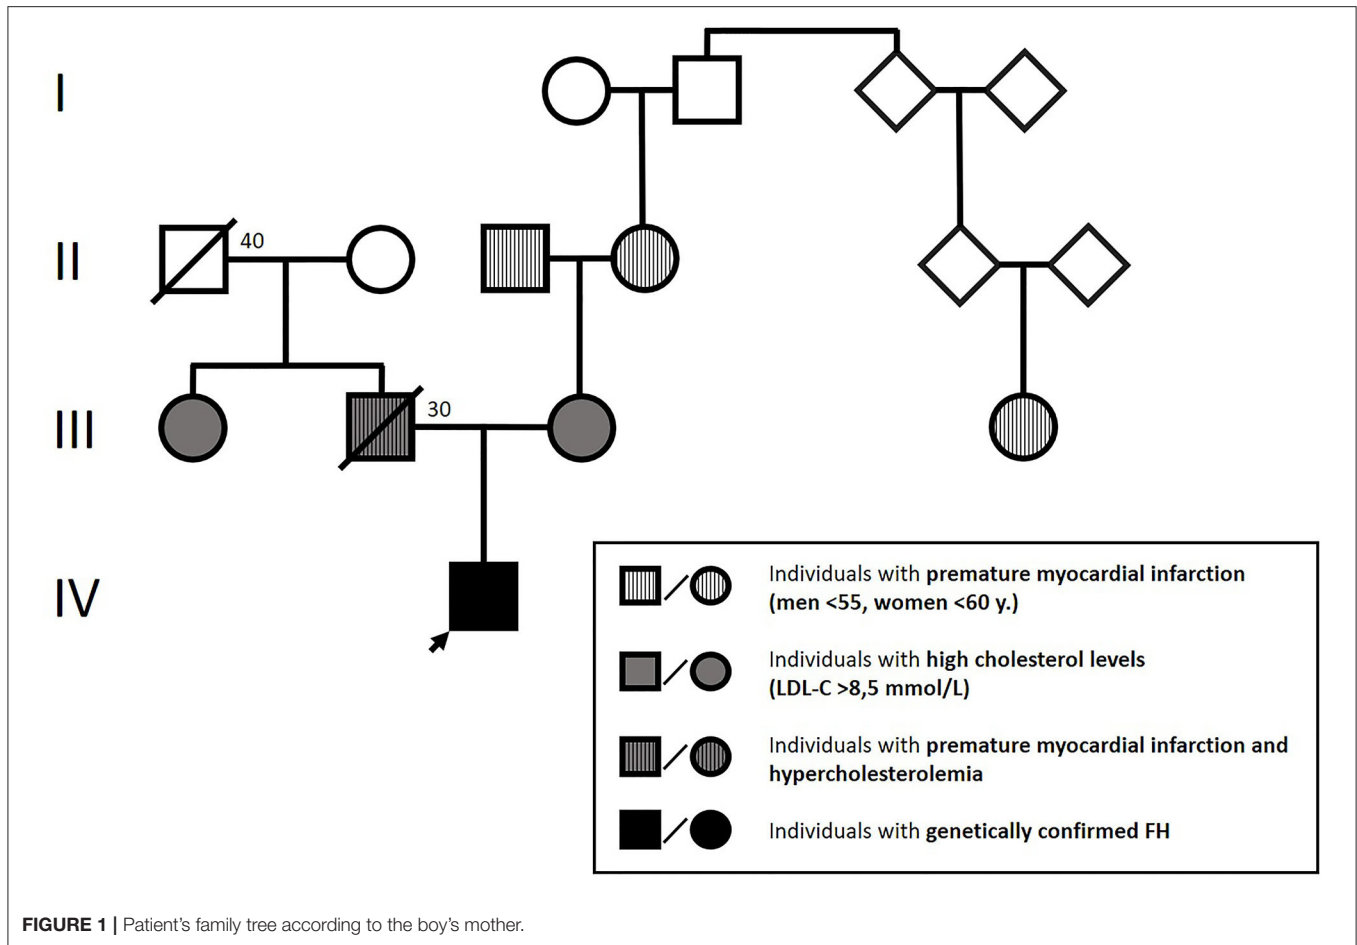 I
II
40
III
30
IV
Individuals with premature myocardial infarction
(men <55, women <60 y.)
Individuals with high cholesterol levels
(LDL-C >8,5 mmol/L)
Individuals with premature myocardial infarction and
hypercholesterolemia
Individuals with genetically confirmed FH
FIGURE 1 | Patient's family tree according to the boy's mother.